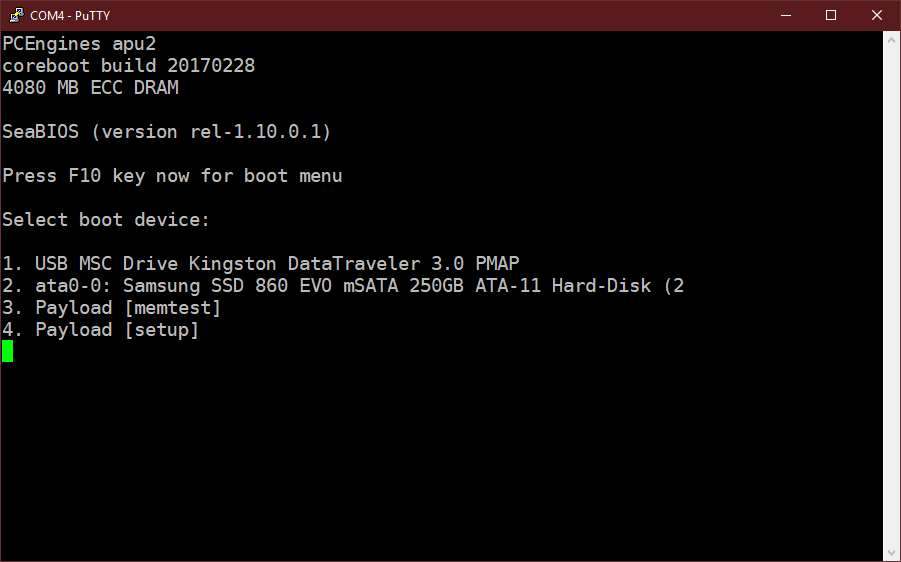 COM4 - PuTTY
PCEngines apu2
coreboot build 20170228
4080 MB ECC DRAM
SeaBIOS (version rel-1.10.0.1)
Press F10 key now for boot menu
Select boot device:
1. USB MSC Drive Kingston DataTraveler 3.0 PMAP
2. ata0-0: Samsung SSD 860 EVO mSATA 250GB ATA-11 Hard-Disk (2
3. Payload [memtest]
4. Payload [setup]